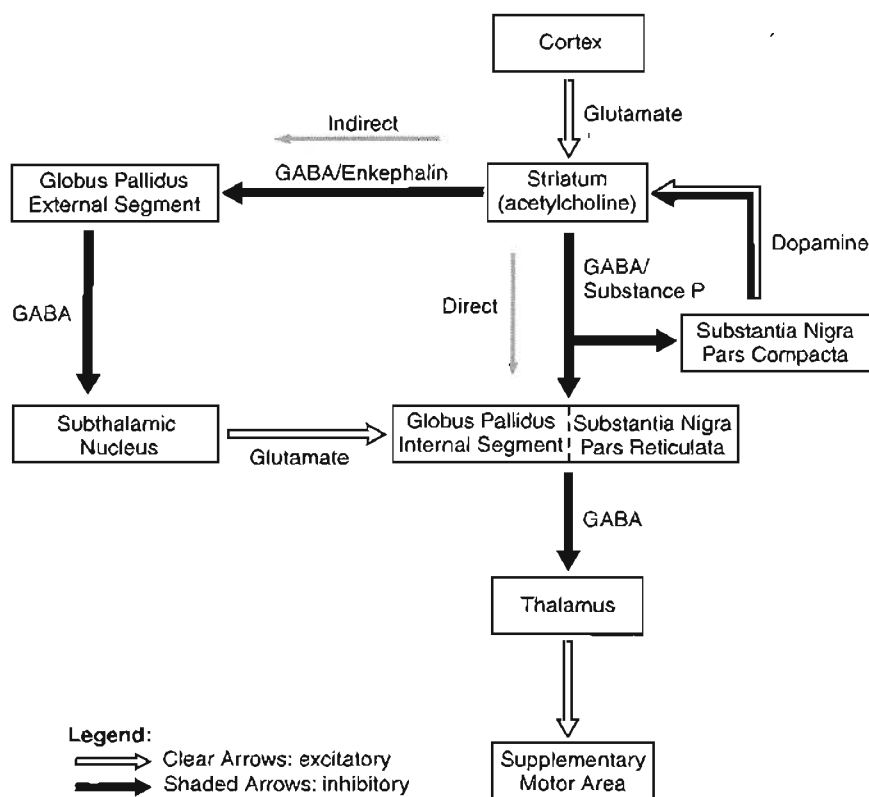 Cortex
Glutamate
Indirect
GABA/Enkephalin
Globus Pallidus
External Segment
Striatum
(acetylcholine)
Dopamine
GABA/
Substance P
GABA
Direct
Substantia Nigra
Pars Compacta
Subthalamic
Nucleus
Glutamate
Globus Pallidus
Internal Segment
Substantia Nigra
Pars Reticulata
GABA
Thalamus
Legend:
Clear Arrows: excitatory
Shaded Arrows: inhibitory
Supplementary
Motor Area